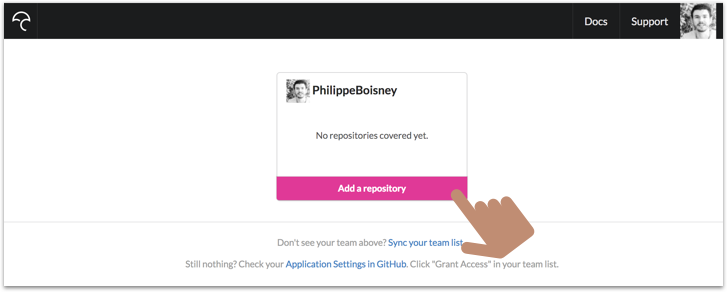 Docs Support
PhilippeBoisney
No repositories covered yet.
Add a repository
Don't see your team above? Sync your team list
Still nothing? Check your Application Settings in GitHub. Click "Grant Access" in your team list.